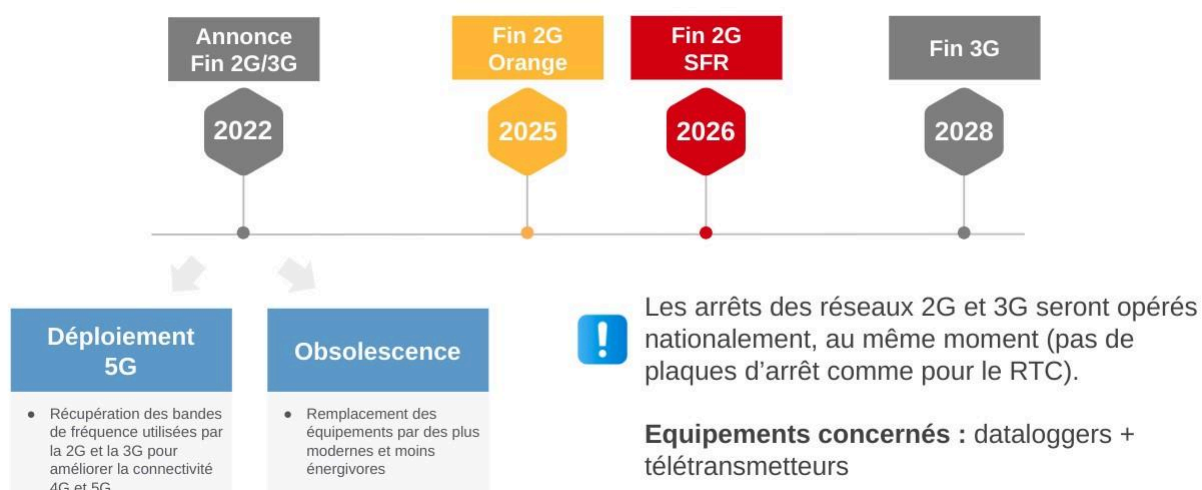 Annonce
Fin 2G/3G
Fin 2G
Orange
Fin 2G
SFR
Fin 3G
2022
2025
2026
2028
Déploiement
5G
● Récupération des bandes
de fréquence utilisées par
la 2G et la 3G pour
améliorer la connectivité
4G et 5G
Obsolescence
● Remplacement des
équipements par des plus
modernes et moins
énergivores
!
Les arrêts des réseaux 2G et 3G seront opérés
nationalement, au même moment (pas de
plaques d’arrêt comme pour le RTC).
Equipements concernés : dataloggers +
télétransmetteurs